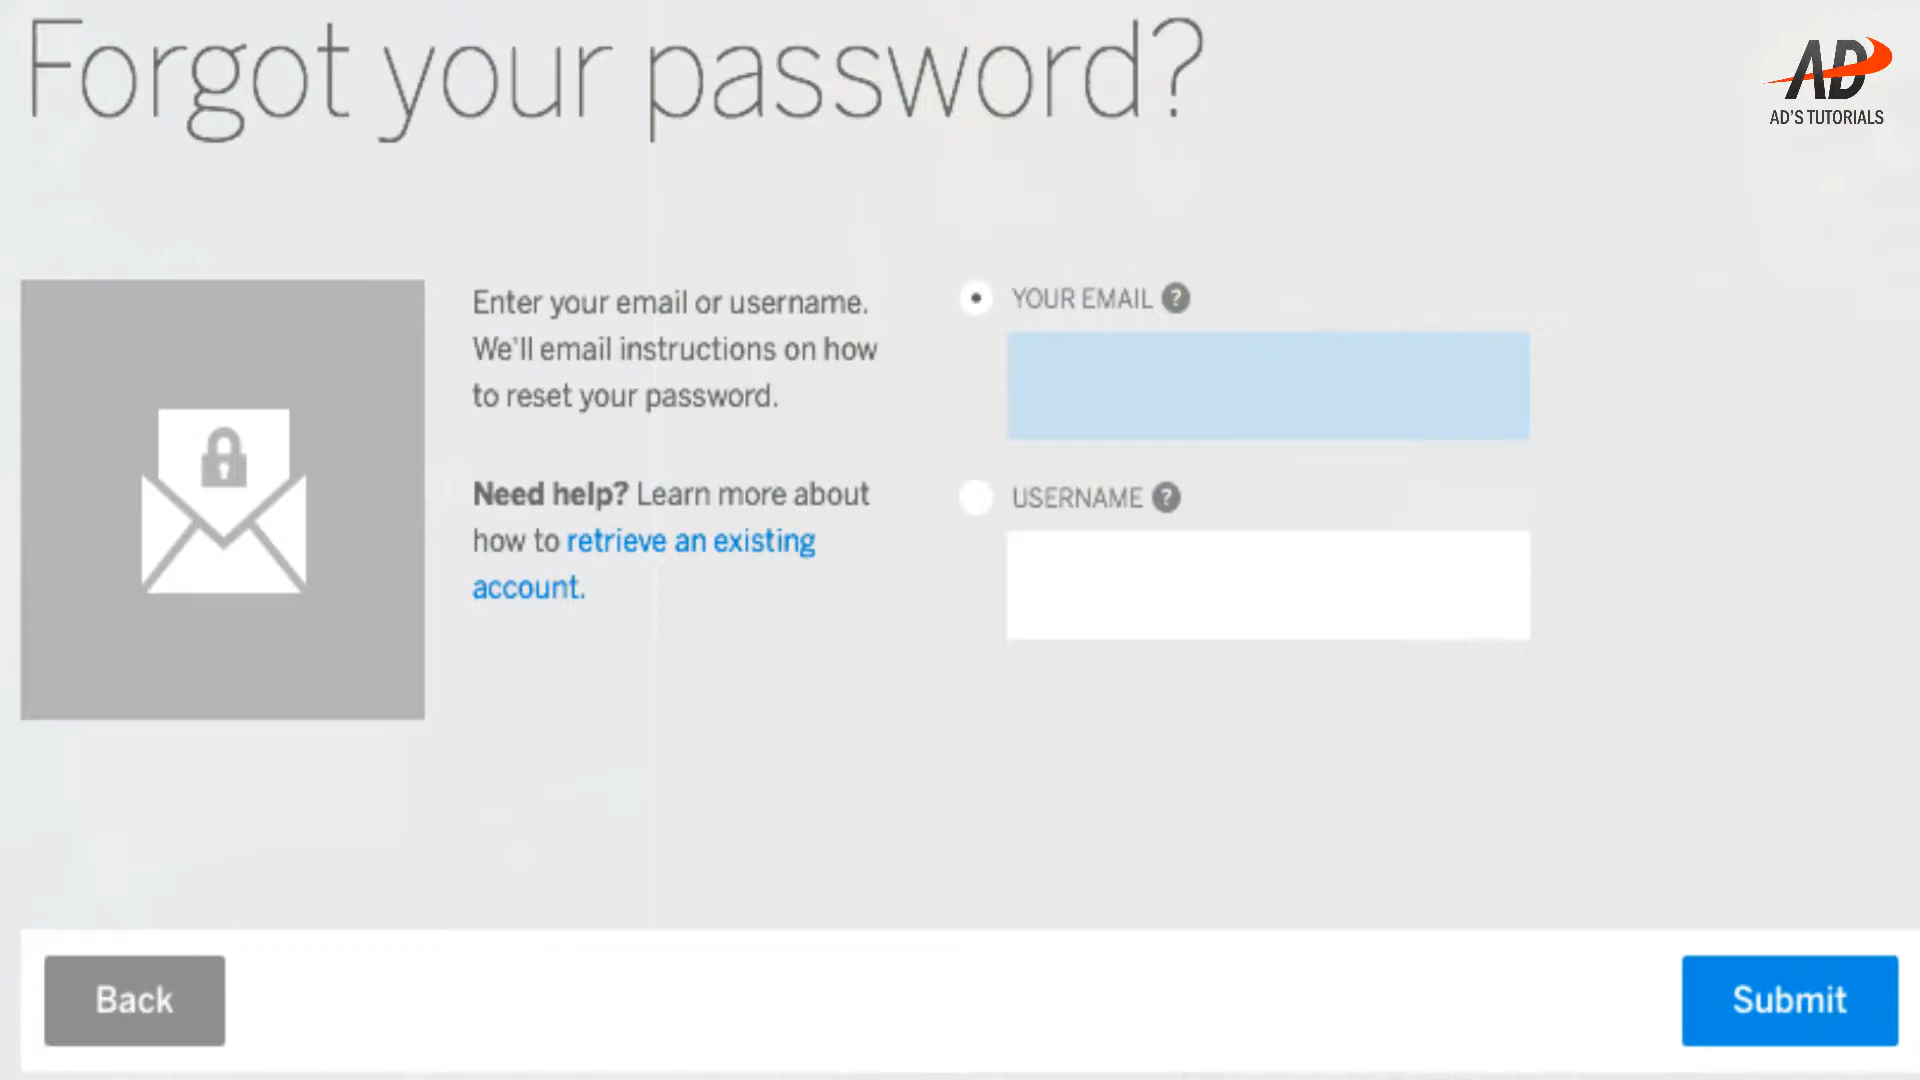 Forgot your password?
AD
AD'S TUTORIALS
Enter your email or username.
We'll email instructions on how
to reset your password.
Need help? Learn more about
how to retrieve an existing
account.
YOUR EMAIL ?
USERNAME ?
Back
Submit